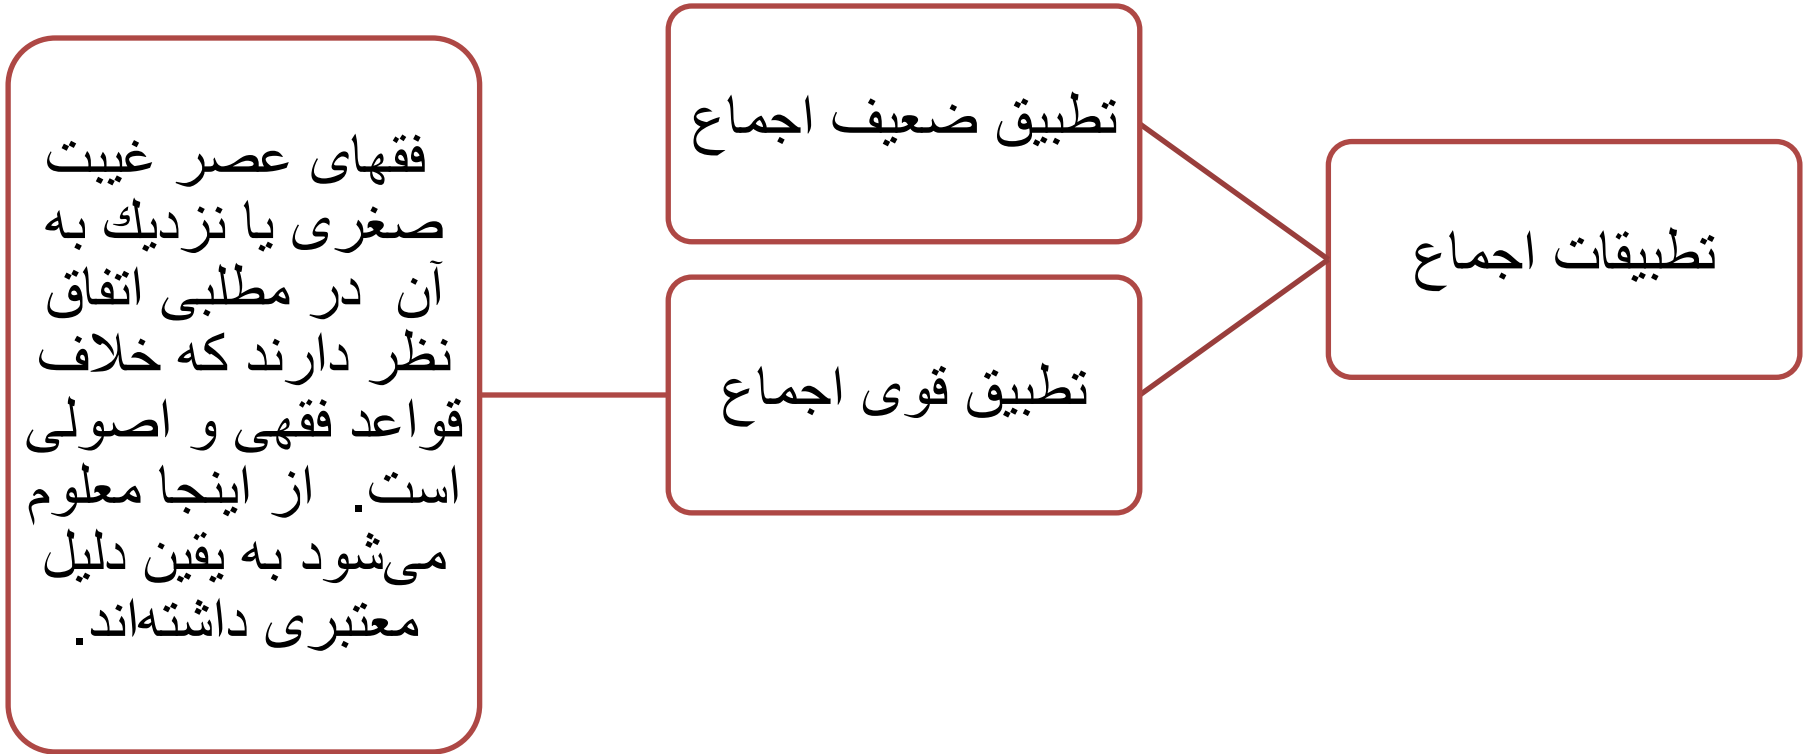 تطبیقات اجماع
تطبیق ضعیف اجماع
تطبیق قوی اجماع
فقهای عصر غیبت
صغری یا نزدیك به
آن در مطلبی اتفاق
نظر دارند که خلاف
قواعد فقهی و اصولی
است. از اینجا معلوم
می‌شود به یقین دلیل
معتبری داشته‌اند.